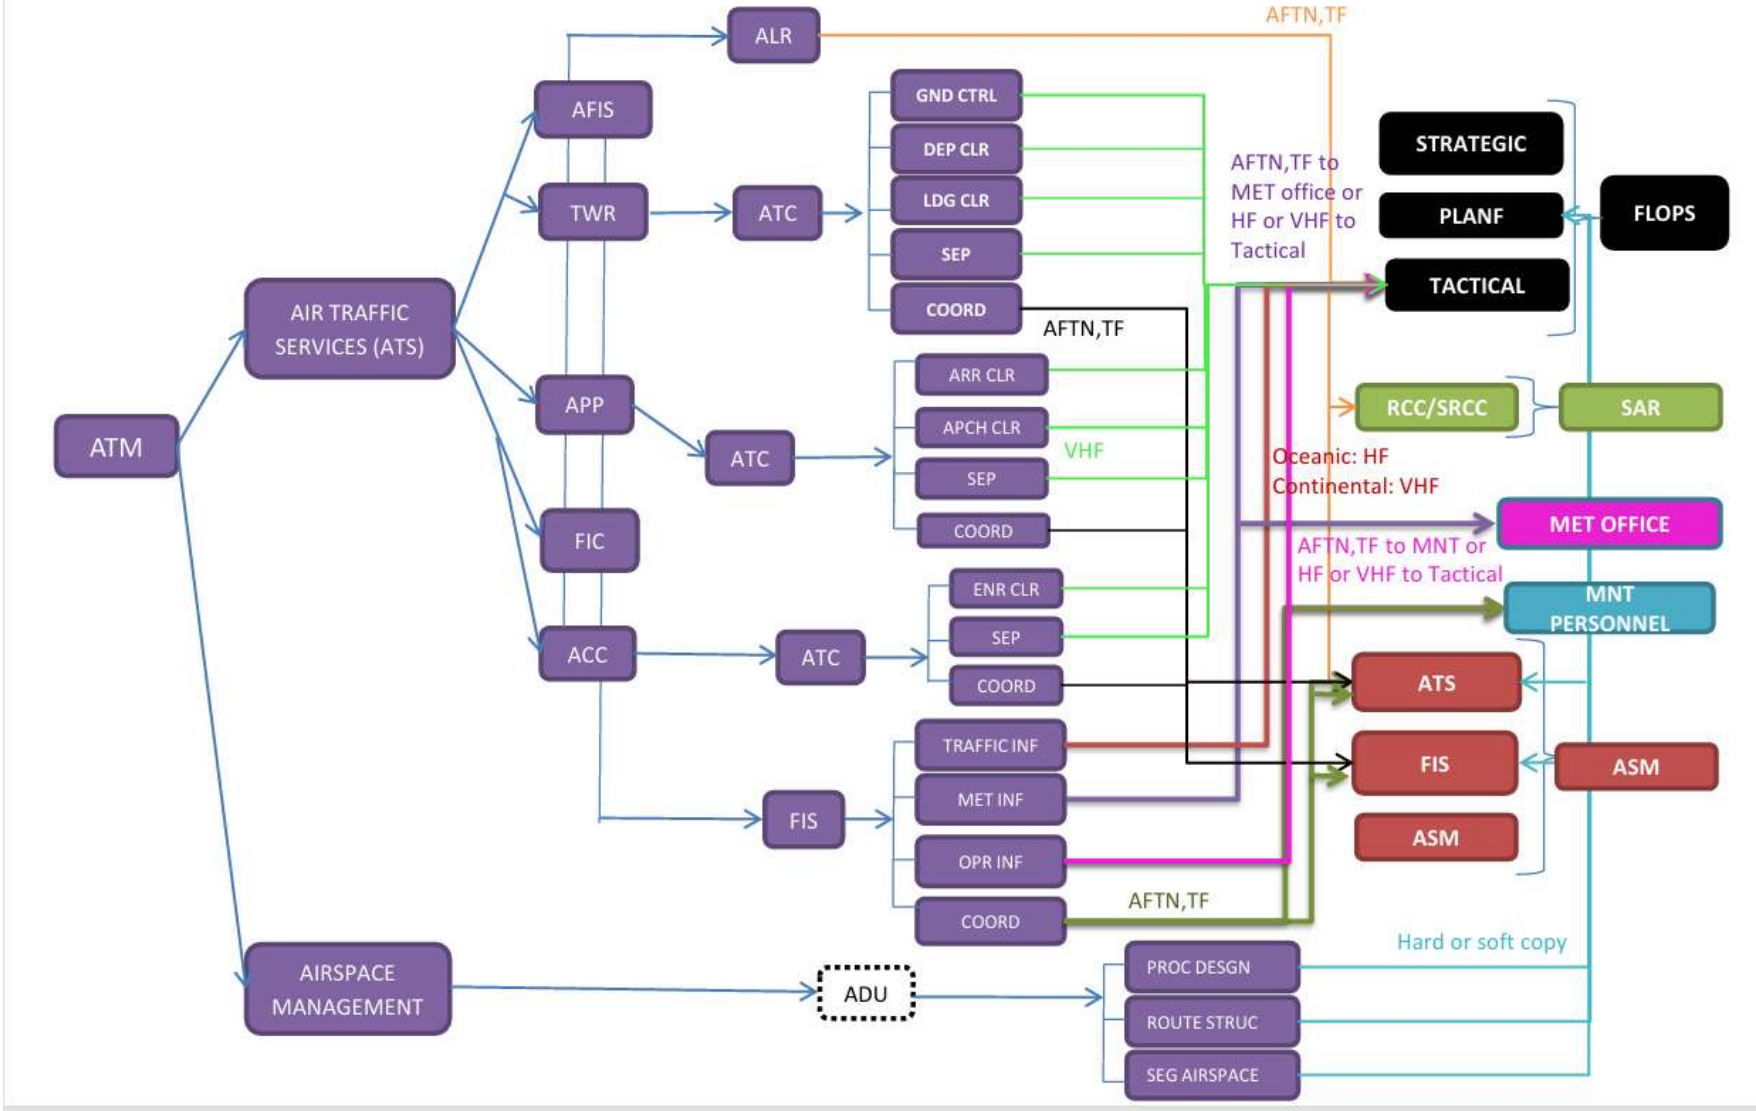 AFTN,TF
ALR
GND CTRL
AFIS
STRATEGIC
DEP CLR
AFTN,TF to
MET office or
HF or VHF to
Tactical
LDG CLR
TWR
ATC
PLANF
FLOPS
SEP
TACTICAL
AIR TRAFFIC
SERVICES (ATS)
COORD
AFTN,TF
ARR CLR
APP
RCC/SRCC
SAR
APCH CLR
ATM
VHF
ATC
Oceanic: HF
Continental: VHF
SEP
MET OFFICE
COORD
FIC
AFTN,TF to MNT or
HF or VHF to Tactical
ENR CLR
MNT
PERSONNEL
SEP
ACC
ATC
COORD
ATS
TRAFFIC INF
FIS
ASM
MET INF
FIS
ASM
OPR INF
AFTN,TF
COORD
Hard or soft copy
AIRSPACE
MANAGEMENT
PROC DESGN
ADU
ROUTE STRUC
SEG AIRSPACE